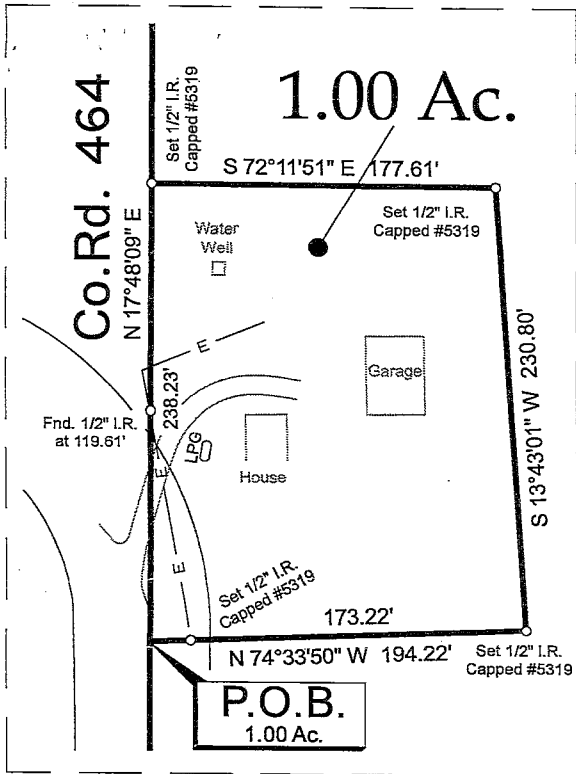 1.00 Ac.
Co.Rd. 464
N 17°48'09" E
Set 1/2" I.R.
Capped #5319
S 72°11'51" E 177.61'
Set 1/2" I.R.
Capped #5319
Water
Well
E
238.23'
Garage
S 13°43'01" W 230.80'
Fnd. 1/2" I.R.
at 119.61'
LPG
E
House
E
Set 1/2" I.R.
Capped #5319
173.22'
N 74°33'50" W 194.22'
Set 1/2" I.R.
Capped #5319
P.O.B.
1.00 Ac.